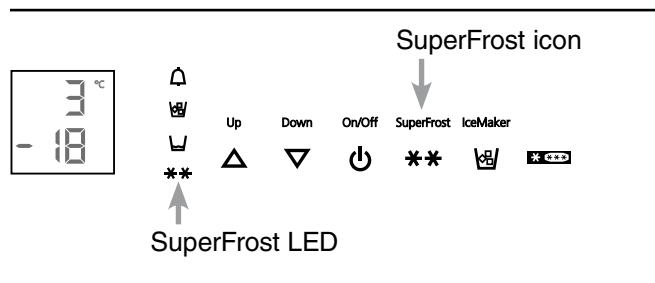 SuperFrost icon
3 °C
- 18
Up Down On/Off SuperFrost IceMaker
SuperFrost LED